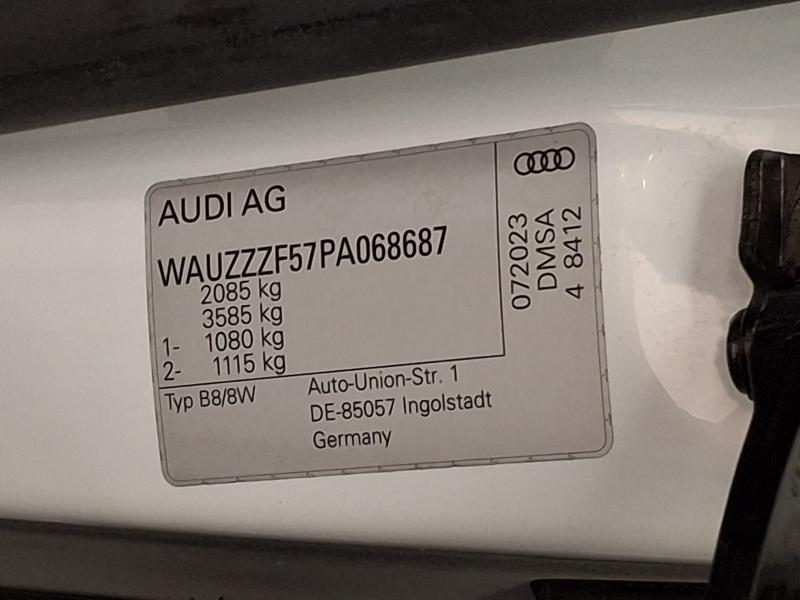 AUDI AG
WAUZZZF57PA068687
2085 kg
3585 kg
1- 1080 kg
2- 1115 kg
Typ B8/8W
Auto-Union-Str. 1
DE-85057 Ingolstadt
Germany
072023
DMSA
4 8412